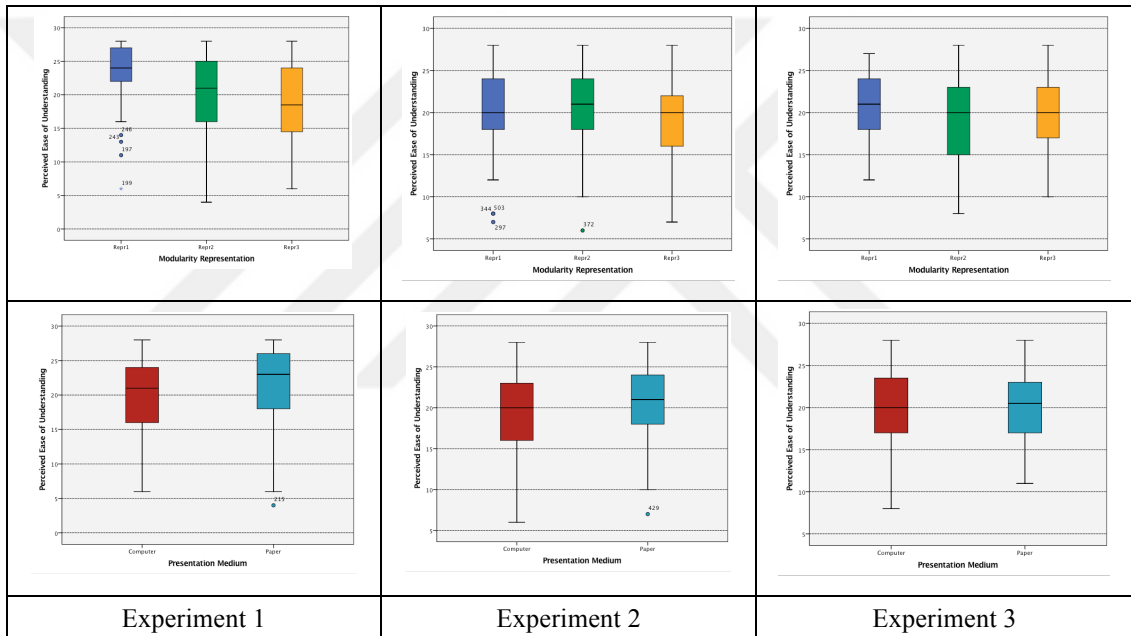 Perceived Ease of Understanding
30
25
20
15
10
5
0
246
243
197
199
Repr1 Repr2 Repr3
Modularity Representation
Perceived Ease of Understanding
30
25
20
15
10
5
344 503
297
372
Repr1 Repr2 Repr3
Modularity Representation
Perceived Ease of Understanding
30
25
20
15
10
5
Repr1 Repr2 Repr3
Modularity Representation
Perceived Ease of Understanding
30
25
20
15
10
5
0
215
Computer Paper
Presentation Medium
Perceived Ease of Understanding
30
25
20
15
10
5
429
Computer Paper
Presentation Medium
Perceived Ease of Understanding
30
25
20
15
10
5
Computer Paper
Presentation Medium
Experiment 1 Experiment 2 Experiment 3